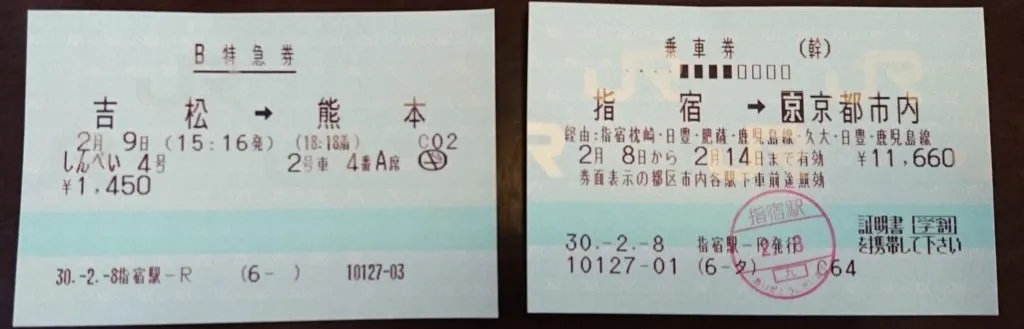 B特急券
吉松→熊本
2月 9日 (15:16発) (18:18着) C02
しんぺい 4号 2号車 4番A席
¥1,450
30.-2.-8指宿駅-R (6- ) 10127-03
乗車券 (幹)
指宿→京京都市内
経由:指宿枕崎・日豊・肥薩・鹿児島線・久大・日豊・鹿児島線
2月 8日から 2月14日まで有効 ¥11,660
券面表示の都区市内各駅下車前途無効
指宿駅
証明書 学割
を携帯して下さい
30.-2.-8 指宿駅-R発行
10127-01 (6-タ) C64